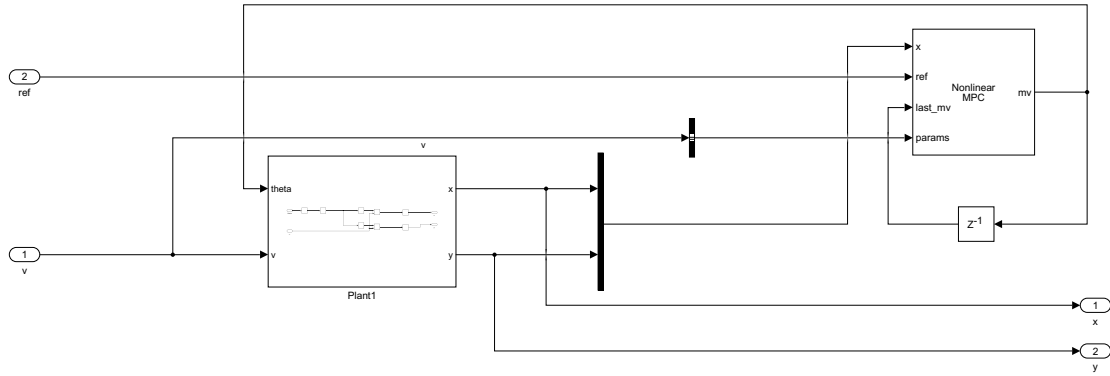 x
2
ref
ref
Nonlinear
MPC
mv
last_mv
params
v
theta
x
z-1
1
v
v
y
Plant1
1
x
2
y